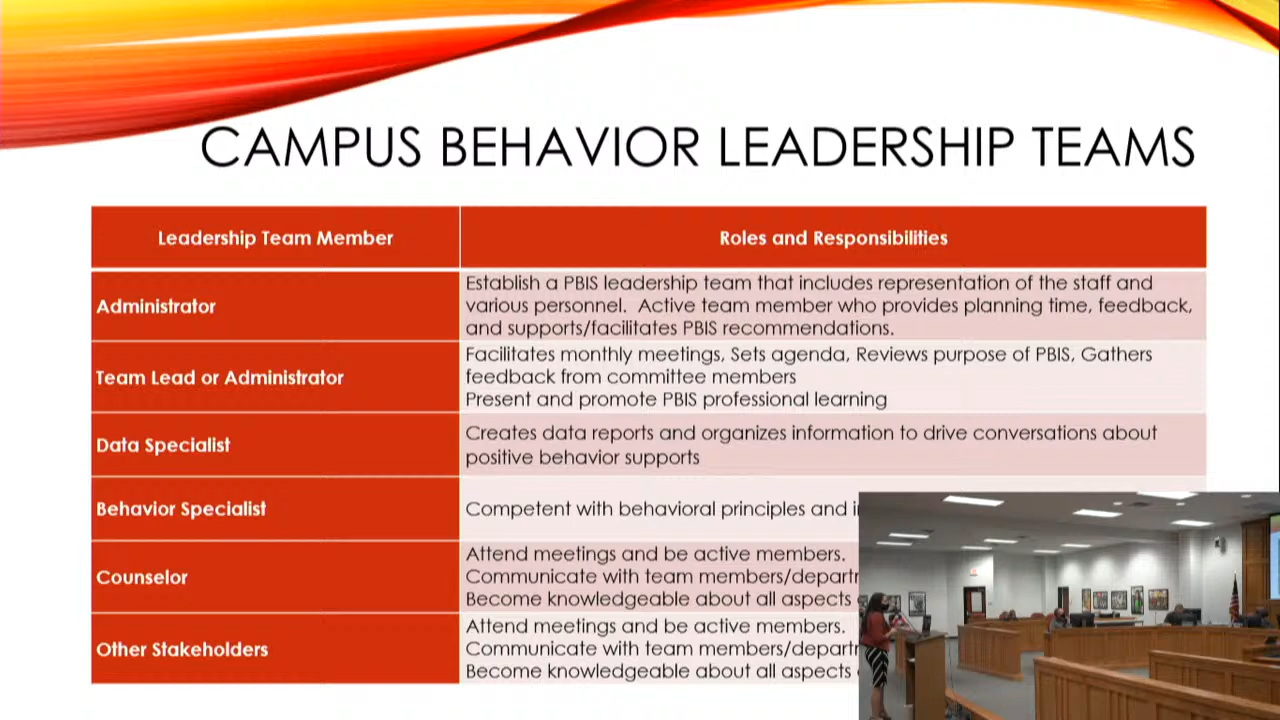 CAMPUS BEHAVIOR LEADERSHIP TEAMS
Leadership Team Member
Roles and Responsibilities
Administrator
Establish a PBIS leadership team that includes representation of the staff and
various personnel.  Active team member who provides planning time, feedback,
and supports/facilitates PBIS recommendations.
Team Lead or Administrator
Facilitates monthly meetings, Sets agenda, Reviews purpose of PBIS, Gathers
feedback from committee members
Present and promote PBIS professional learning
Data Specialist
Creates data reports and organizes information to drive conversations about
positive behavior supports
Behavior Specialist
Competent with behavioral principles and
Counselor
Attend meetings and be active members.
Communicate with team
Become knowledgeable about all aspects
Other Stakeholders
Attend meetings and be active members.
Communicate with team
Become knowledgeable about all aspects